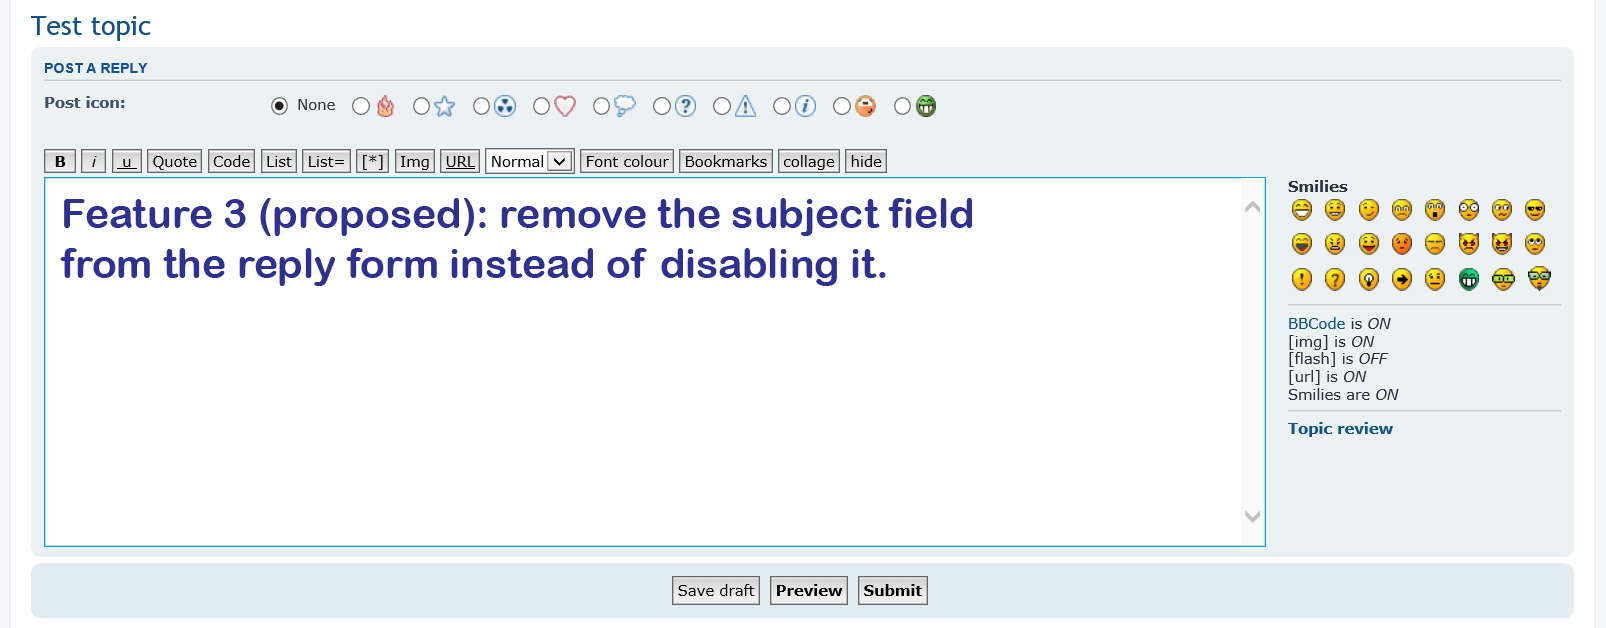 Test topic
POST A REPLY
Post icon: None
B i u Quote Code List List= [*] Img URL Normal Font colour Bookmarks collage hide
Feature 3 (proposed): remove the subject field
from the reply form instead of disabling it.
Smilies
BBCode is ON
[img] is ON
[flash] is OFF
[url] is ON
Smilies are ON
Topic review
Save draft Preview Submit